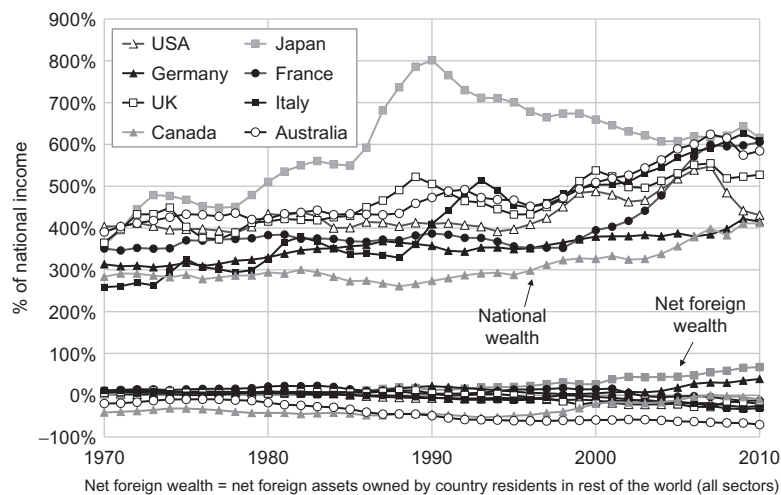 % of national income
900%
800%
700%
600%
500%
400%
300%
200%
100%
0%
–100%
USA
Japan
Germany
France
UK
Italy
Canada
Australia
National
wealth
Net foreign
wealth
1970
1980
1990
2000
2010
Net foreign wealth = net foreign assets owned by country residents in rest of the world (all sectors)